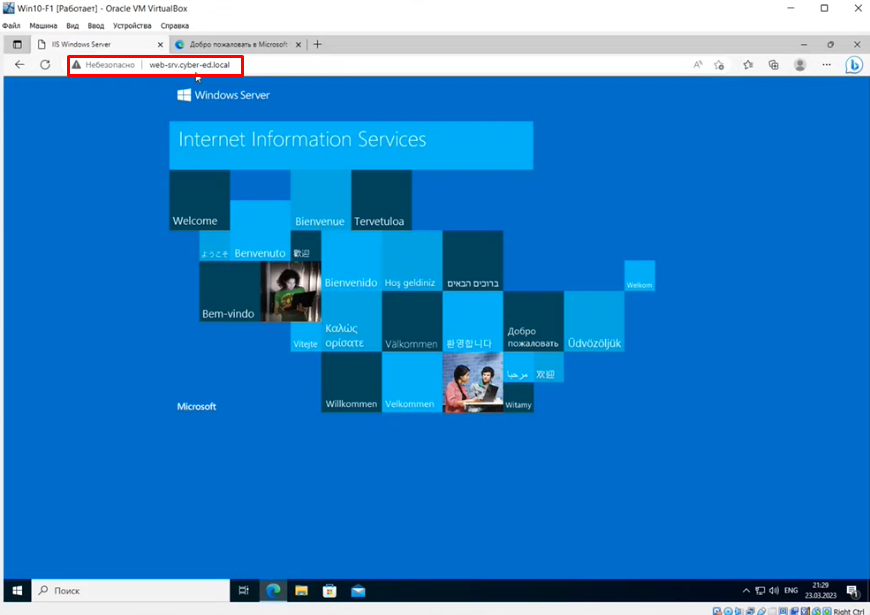 Win10-F1 [Работает] - Oracle VM VirtualBox
Файл Машина Вид Ввод Устройства Справка
IIS Windows Server
Добро пожаловать в Microsoft
Небезопасно web-srv.cyber-ed.local
Windows Server
Internet Information Services
Welcome
Bienvenue
Tervetuloa
ようこそ
Benvenuto
歡迎
Bienvenido
Hoş geldiniz
ברוכים הבאים
Welkom
Bem-vindo
Vítejte
Καλώς
ορίσατε
Välkommen
환영합니다
Добро
пожаловать
Üdvözöljük
مرحبا
欢迎
Microsoft
Willkommen
Velkommen
Witamy
Поиск
ENG
21:29
23.03.2023
Right Ctrl